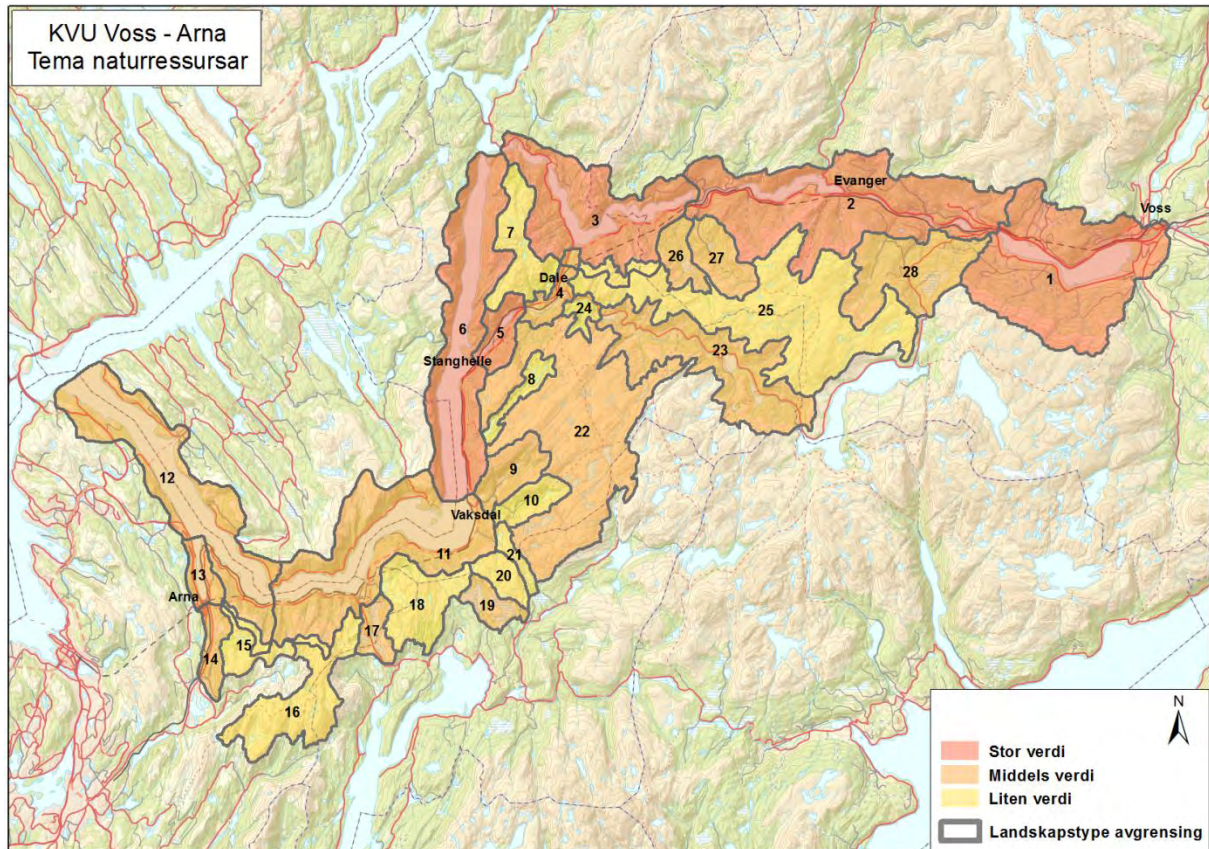 KVU Voss - Arna
Tema naturressursar
Evanger
Voss
3
2
7
26
27
28
1
Dale
4
24
25
6
5
Stanghelle
23
8
22
12
9
10
Vaksdal
11
21
13
20
Arna
18
19
17
15
14
16
N
Stor verdi
Middels verdi
Liten verdi
Landskapstype avgrensing